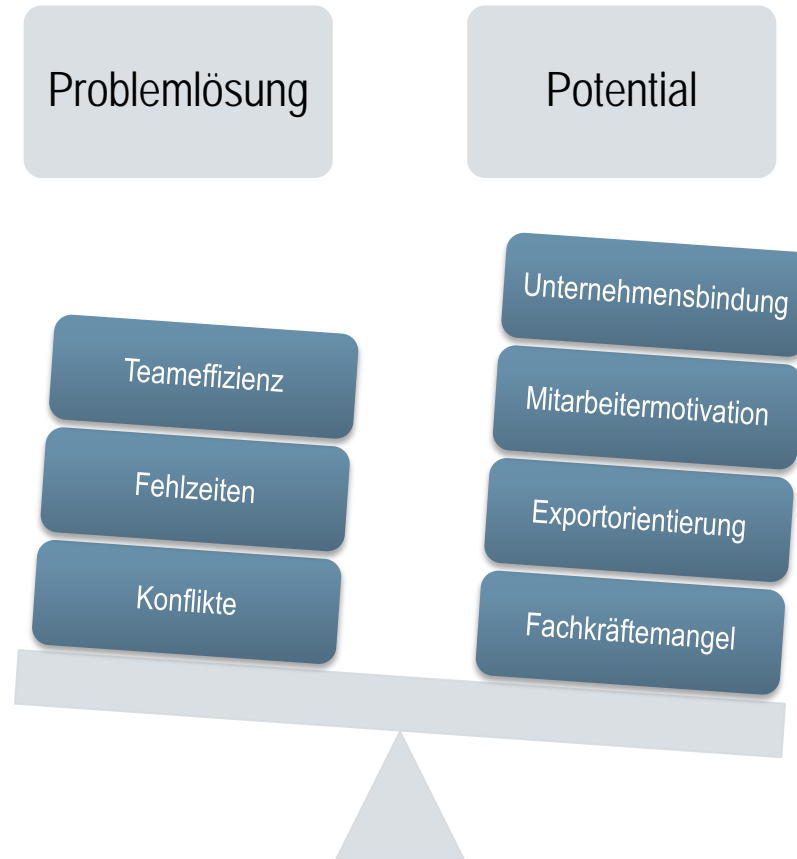 Problemlösung
Potential
Teameffizienz
Fehlzeiten
Konflikte
Unternehmensbindung
Mitarbeitermotivation
Exportorientierung
Fachkräftemangel